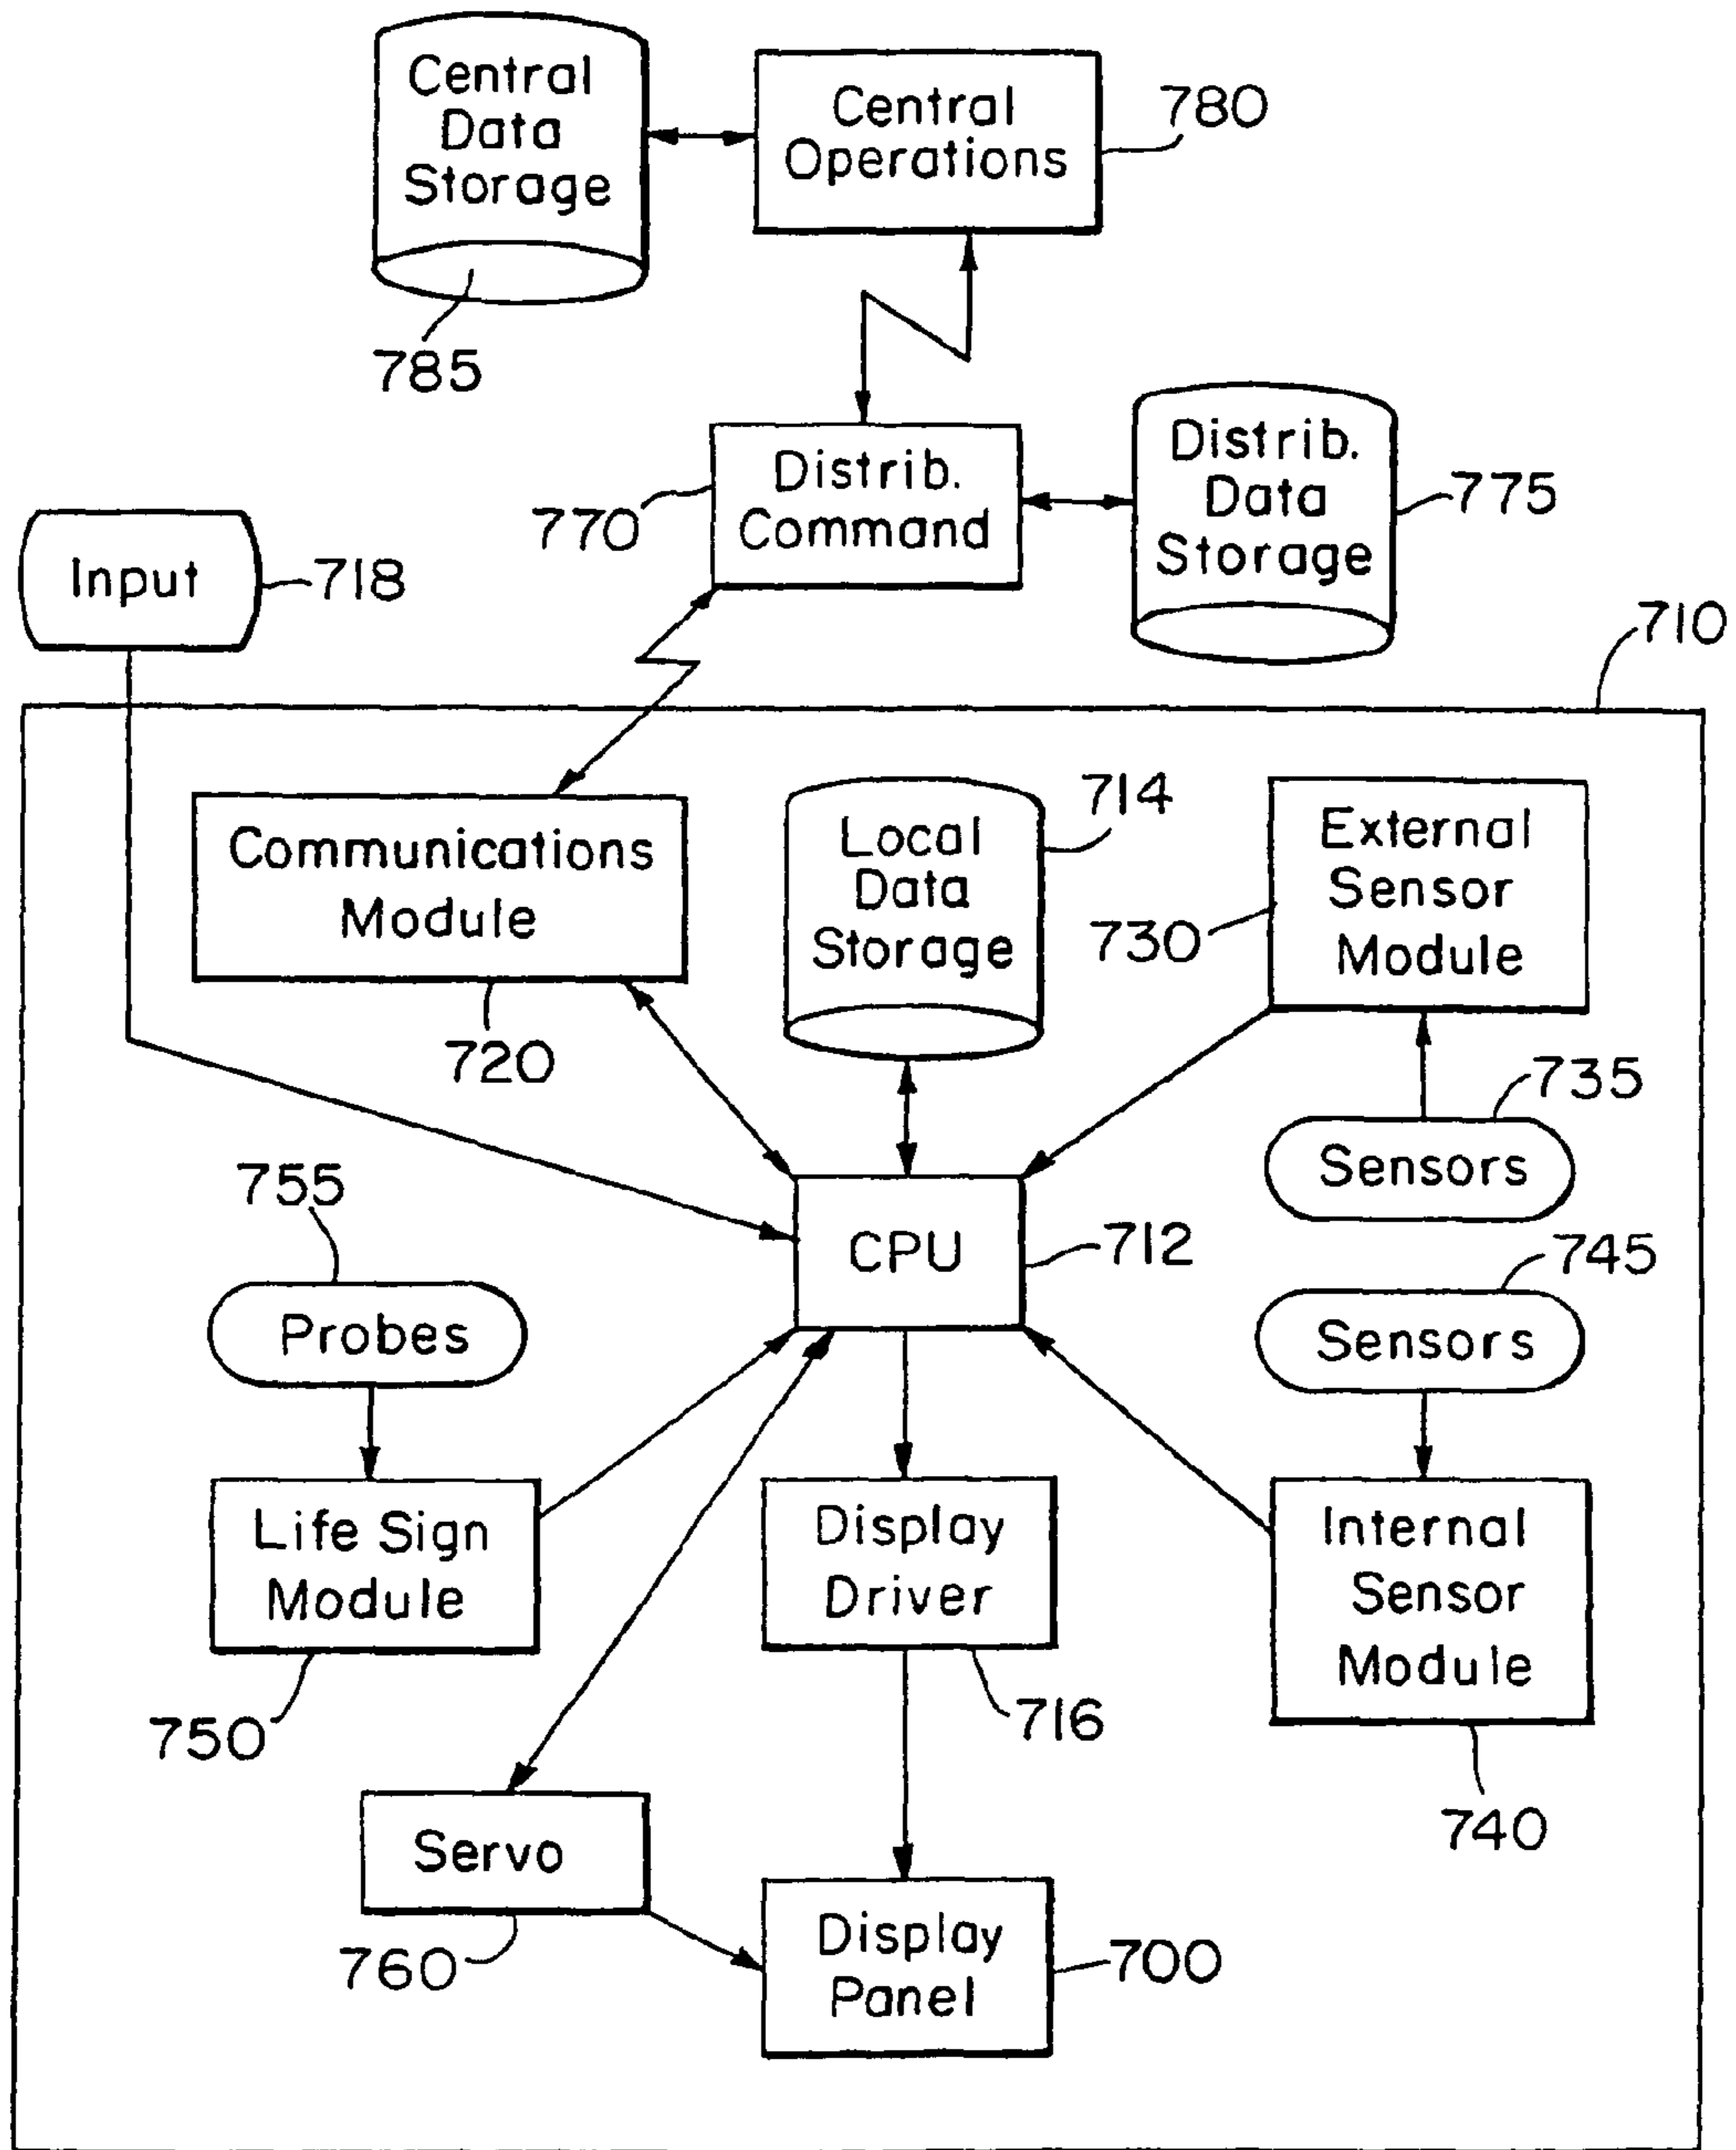 Central
Data
Storage
785
Central
Operations
780
Distrib.
Command
770
Distrib.
Data
Storage
775
Input
718
710
Communications
Module
720
Local
Data
Storage
714
External
Sensor
Module
730
735
Sensors
755
Probes
CPU
712
745
Sensors
Life Sign
Module
750
Display
Driver
716
Internal
Sensor
Module
740
Servo
760
Display
Panel
700